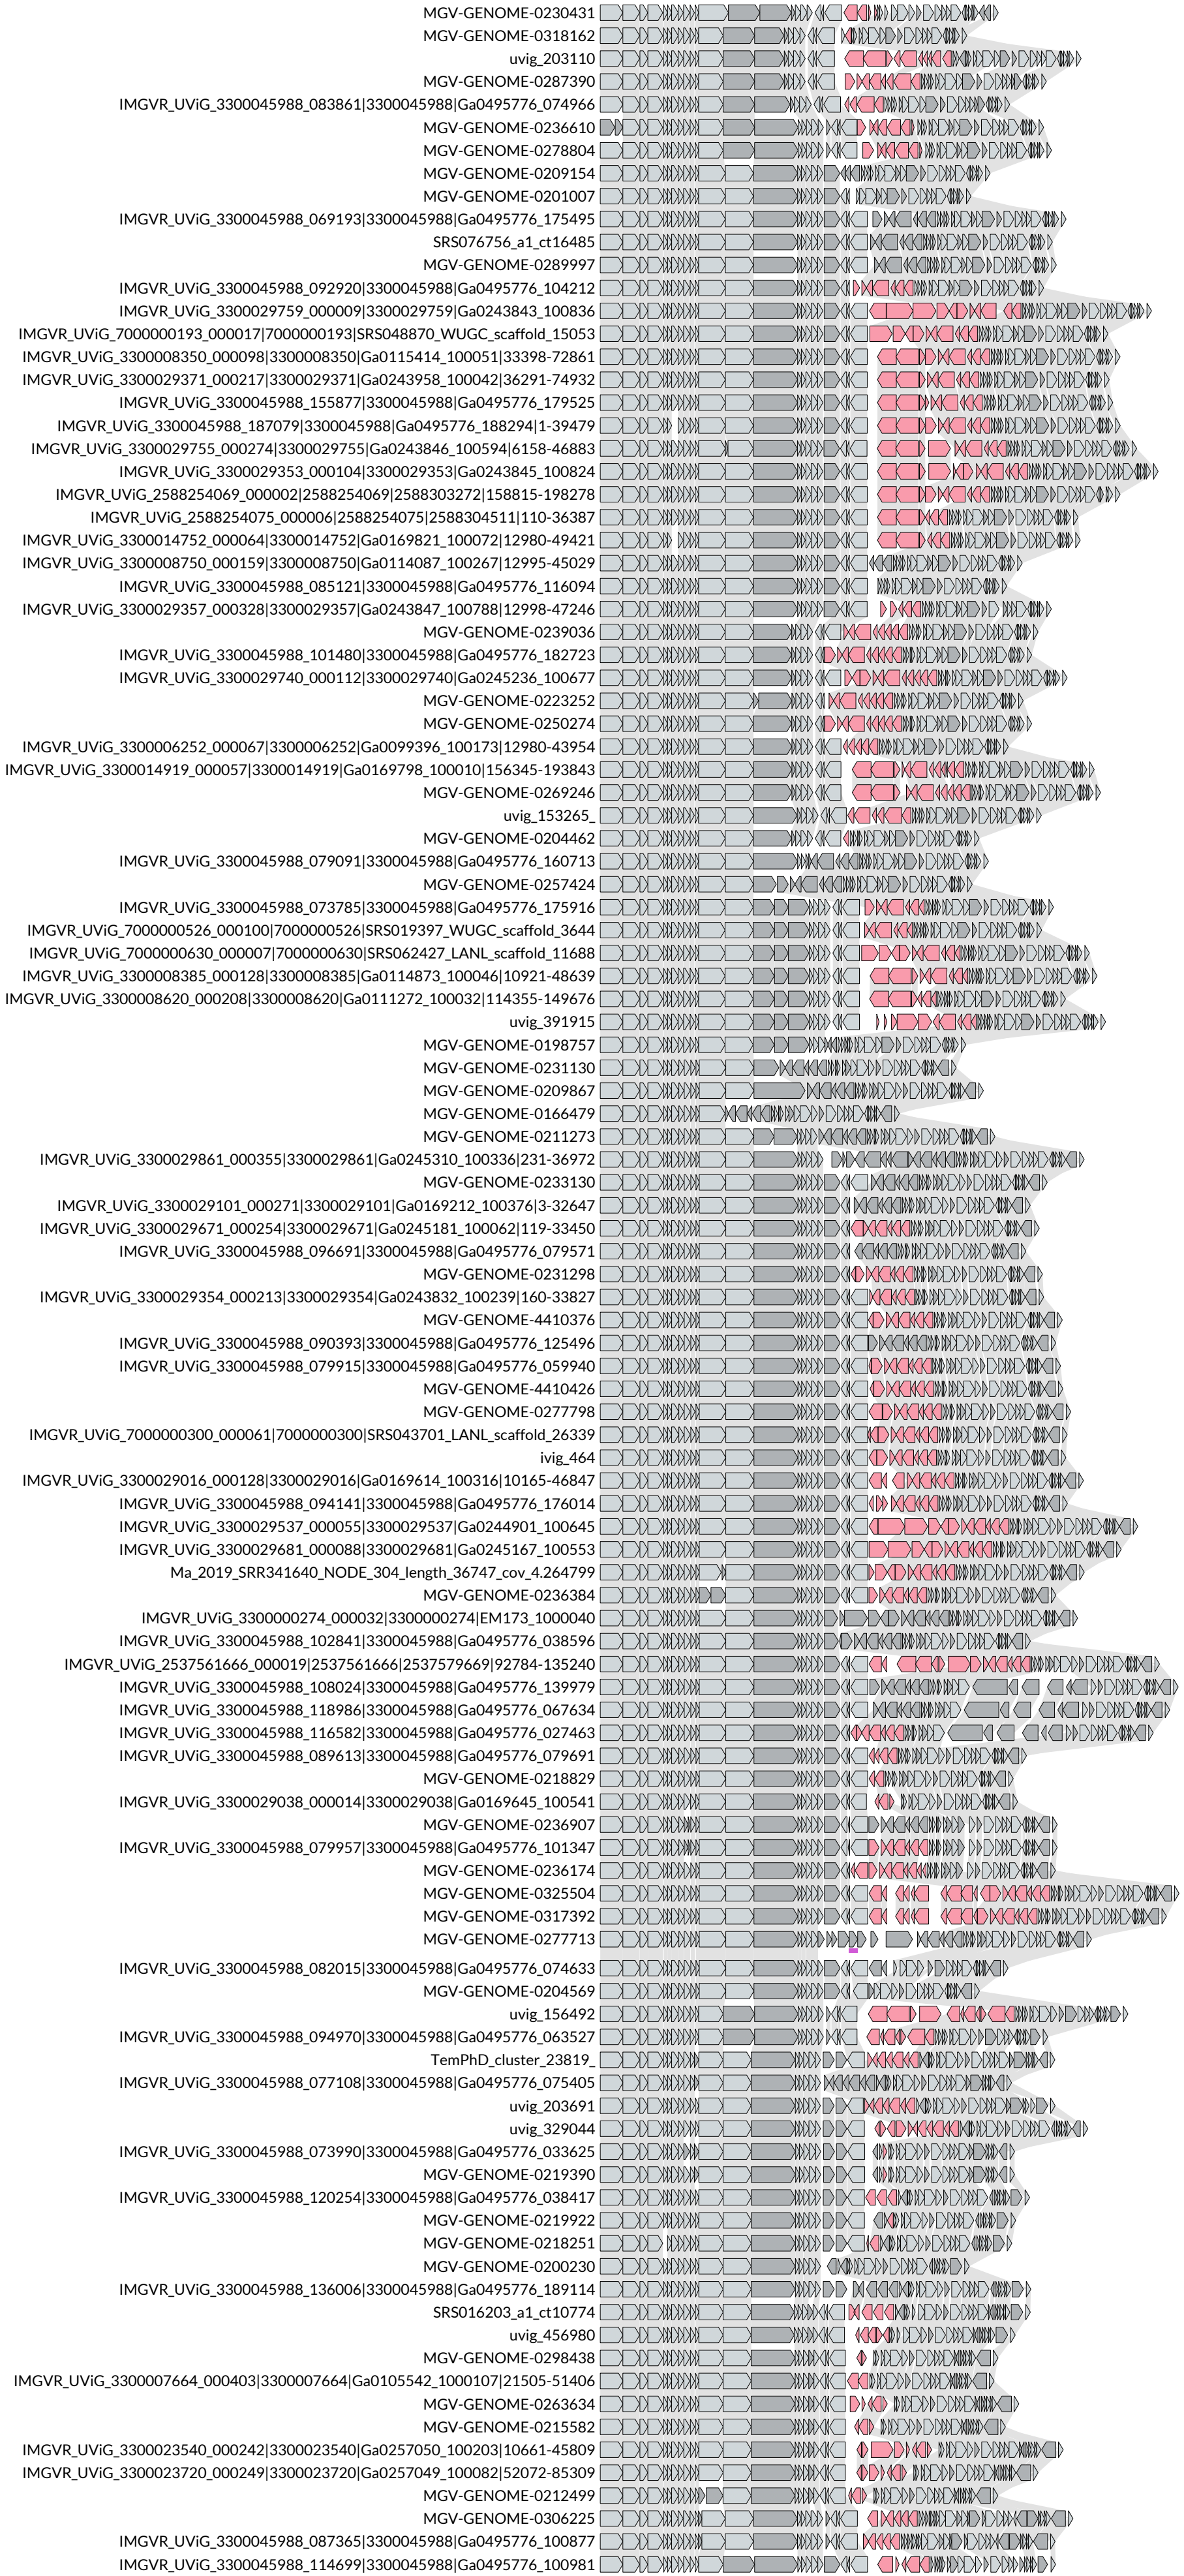 MGV-GENOME-0230431
MGV-GENOME-0318162
uvig_203110
MGV-GENOME-0287390
IMGVR_UViG_3300045988_083861|3300045988|Ga0495776_074966
MGV-GENOME-0236610
MGV-GENOME-0278804
MGV-GENOME-0209154
MGV-GENOME-0201007
IMGVR_UViG_3300045988_069193|3300045988|Ga0495776_175495
SRS076756_a1_ct16485
MGV-GENOME-0289997
IMGVR_UViG_3300045988_092920|3300045988|Ga0495776_104212
IMGVR_UViG_3300029759_000009|3300029759|Ga0243843_100836
IMGVR_UViG_7000000193_000017|7000000193|SRS048870_WUGC_scaffold_15053
IMGVR_UViG_3300008350_000098|3300008350|Ga0115414_100051|33398-72861
IMGVR_UViG_3300029371_000217|3300029371|Ga0243958_100042|36291-74932
IMGVR_UViG_3300045988_155877|3300045988|Ga0495776_179525
IMGVR_UViG_3300045988_187079|3300045988|Ga0495776_188294|1-39479
IMGVR_UViG_3300029755_000274|3300029755|Ga0243846_100594|6158-46883
IMGVR_UViG_3300029353_000104|3300029353|Ga0243845_100824
IMGVR_UViG_2588254069_000002|2588254069|2588303272|158815-198278
IMGVR_UViG_2588254075_000006|2588254075|2588304511|110-36387
IMGVR_UViG_3300014752_000064|3300014752|Ga0169821_100072|12980-49421
IMGVR_UViG_3300008750_000159|3300008750|Ga0114087_100267|12995-45029
IMGVR_UViG_3300045988_085121|3300045988|Ga0495776_116094
IMGVR_UViG_3300029357_000328|3300029357|Ga0243847_100788|12998-47246
MGV-GENOME-0239036
IMGVR_UViG_3300045988_101480|3300045988|Ga0495776_182723
IMGVR_UViG_3300029740_000112|3300029740|Ga0245236_100677
MGV-GENOME-0223252
MGV-GENOME-0250274
IMGVR_UViG_3300006252_000067|3300006252|Ga0099396_100173|12980-43954
IMGVR_UViG_3300014919_000057|3300014919|Ga0169798_100010|156345-193843
MGV-GENOME-0269246
uvig_153265_
MGV-GENOME-0204462
IMGVR_UViG_3300045988_079091|3300045988|Ga0495776_160713
MGV-GENOME-0257424
IMGVR_UViG_3300045988_073785|3300045988|Ga0495776_175916
IMGVR_UViG_7000000526_000100|7000000526|SRS019397_WUGC_scaffold_3644
IMGVR_UViG_7000000630_000007|7000000630|SRS062427_LANL_scaffold_11688
IMGVR_UViG_3300008385_000128|3300008385|Ga0114873_100046|10921-48639
IMGVR_UViG_3300008620_000208|3300008620|Ga0111272_100032|114355-149676
uvig_391915
MGV-GENOME-0198757
MGV-GENOME-0231130
MGV-GENOME-0209867
MGV-GENOME-0166479
MGV-GENOME-0211273
IMGVR_UViG_3300029861_000355|3300029861|Ga0245310_100336|231-36972
MGV-GENOME-0233130
IMGVR_UViG_3300029101_000271|3300029101|Ga0169212_100376|3-32647
IMGVR_UViG_3300029671_000254|3300029671|Ga0245181_100062|119-33450
IMGVR_UViG_3300045988_096691|3300045988|Ga0495776_079571
MGV-GENOME-0231298
IMGVR_UViG_3300029354_000213|3300029354|Ga0243832_100239|160-33827
MGV-GENOME-4410376
IMGVR_UViG_3300045988_090393|3300045988|Ga0495776_125496
IMGVR_UViG_3300045988_079915|3300045988|Ga0495776_059940
MGV-GENOME-4410426
MGV-GENOME-0277798
IMGVR_UViG_7000000300_000061|7000000300|SRS043701_LANL_scaffold_26339
ivig_464
IMGVR_UViG_3300029016_000128|3300029016|Ga0169614_100316|10165-46847
IMGVR_UViG_3300045988_094141|3300045988|Ga0495776_176014
IMGVR_UViG_3300029537_000055|3300029537|Ga0244901_100645
IMGVR_UViG_3300029681_000088|3300029681|Ga0245167_100553
Ma_2019_SRR341640_NODE_304_length_36747_cov_4.264799
MGV-GENOME-0236384
IMGVR_UViG_3300000274_000032|3300000274|EM173_1000040
IMGVR_UViG_3300045988_102841|3300045988|Ga0495776_038596
IMGVR_UViG_2537561666_000019|2537561666|2537579669|92784-135240
IMGVR_UViG_3300045988_108024|3300045988|Ga0495776_139979
IMGVR_UViG_3300045988_118986|3300045988|Ga0495776_067634
IMGVR_UViG_3300045988_116582|3300045988|Ga0495776_027463
IMGVR_UViG_3300045988_089613|3300045988|Ga0495776_079691
MGV-GENOME-0218829
IMGVR_UViG_3300029038_000014|3300029038|Ga0169645_100541
MGV-GENOME-0236907
IMGVR_UViG_3300045988_079957|3300045988|Ga0495776_101347
MGV-GENOME-0236174
MGV-GENOME-0325504
MGV-GENOME-0317392
MGV-GENOME-0277713
IMGVR_UViG_3300045988_082015|3300045988|Ga0495776_074633
MGV-GENOME-0204569
uvig_156492
IMGVR_UViG_3300045988_094970|3300045988|Ga0495776_063527
TemPhD_cluster_23819_
IMGVR_UViG_3300045988_077108|3300045988|Ga0495776_075405
uvig_203691
uvig_329044
IMGVR_UViG_3300045988_073990|3300045988|Ga0495776_033625
MGV-GENOME-0219390
IMGVR_UViG_3300045988_120254|3300045988|Ga0495776_038417
MGV-GENOME-0219922
MGV-GENOME-0218251
MGV-GENOME-0200230
IMGVR_UViG_3300045988_136006|3300045988|Ga0495776_189114
SRS016203_a1_ct10774
uvig_456980
MGV-GENOME-0298438
IMGVR_UViG_3300007664_000403|3300007664|Ga0105542_1000107|21505-51406
MGV-GENOME-0263634
MGV-GENOME-0215582
IMGVR_UViG_3300023540_000242|3300023540|Ga0257050_100203|10661-45809
IMGVR_UViG_3300023720_000249|3300023720|Ga0257049_100082|52072-85309
MGV-GENOME-0212499
MGV-GENOME-0306225
IMGVR_UViG_3300045988_087365|3300045988|Ga0495776_100877
IMGVR_UViG_3300045988_114699|3300045988|Ga0495776_100981